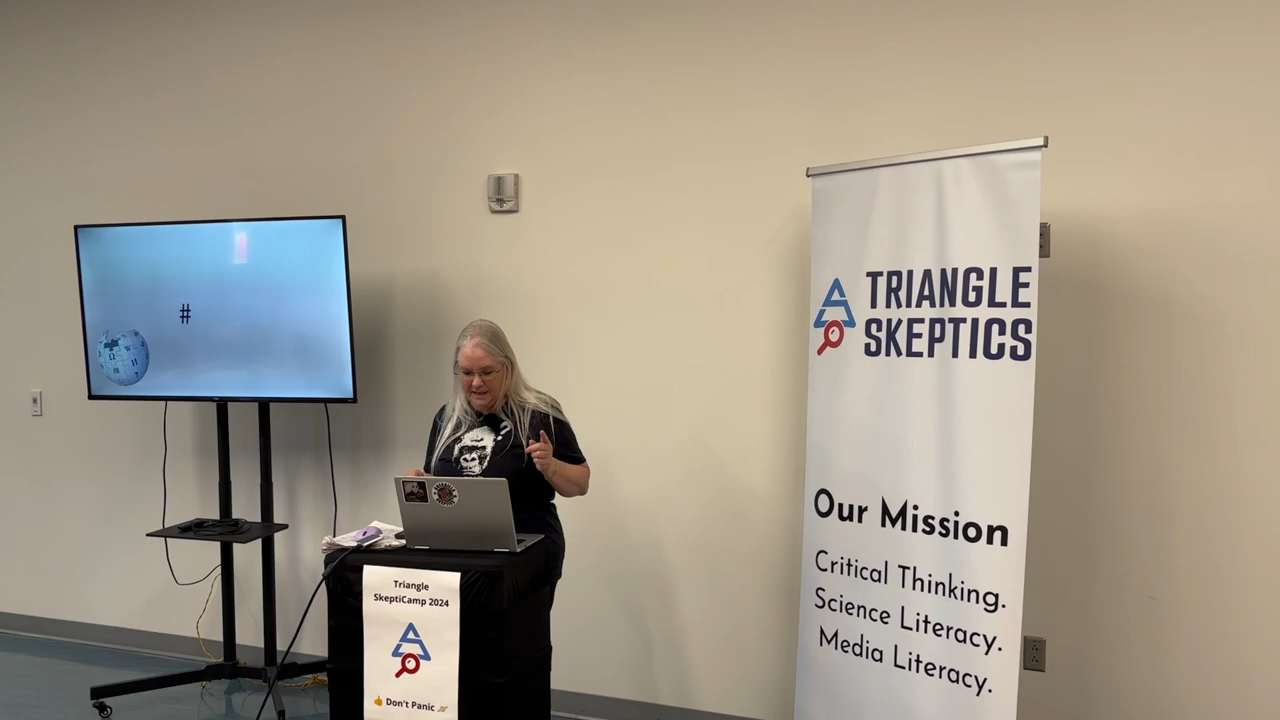 #
TRIANGLE
SKEPTICS
Our Mission
Critical Thinking.
Science Literacy.
Media Literacy.
Triangle
SkeptiCamp 2024
👍 Don't Panic 🪐